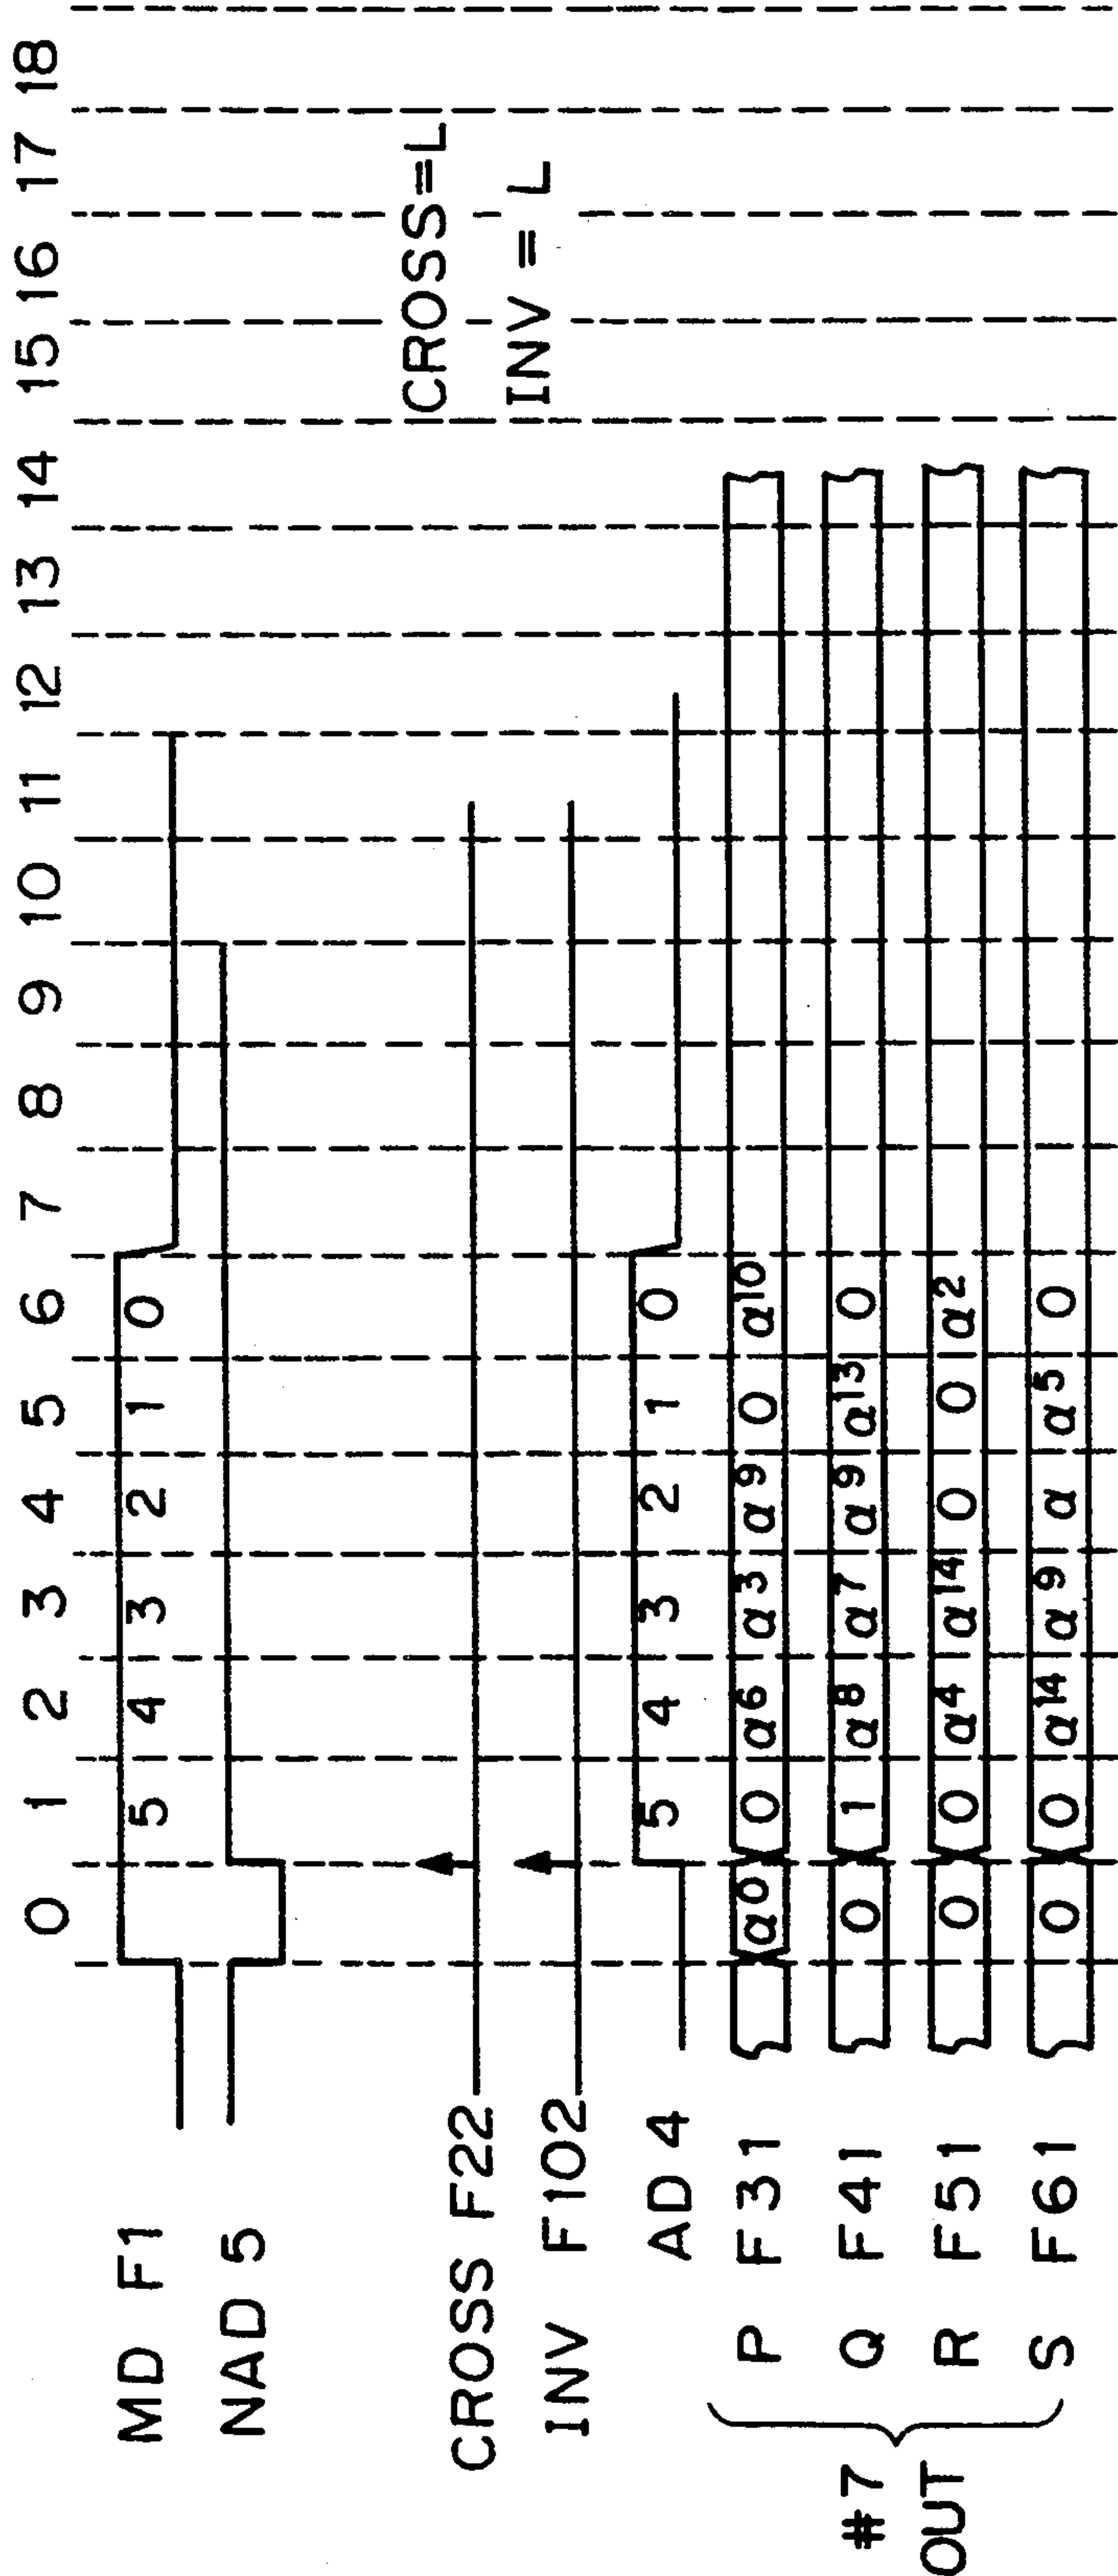 0 1 2 3 4 5 6 7 8 9 10 11 12 13 14 15 16 17 18
MD F1 5 4 3 2 1 0
NAD 5
CROSS F22 CROSS=L
INV F102 INV = L
AD 4 5 4 3 2 1 0
#7 OUT
P F31 α⁰ 0 α⁶ α³ α⁹ 0 α¹⁰
Q F41 0 1 α⁸ α⁷ α⁹ α¹³ 0
R F51 0 0 α⁴ α¹⁴ 0 0 α²
S F61 0 0 α¹⁴ α⁹ α α⁵ 0